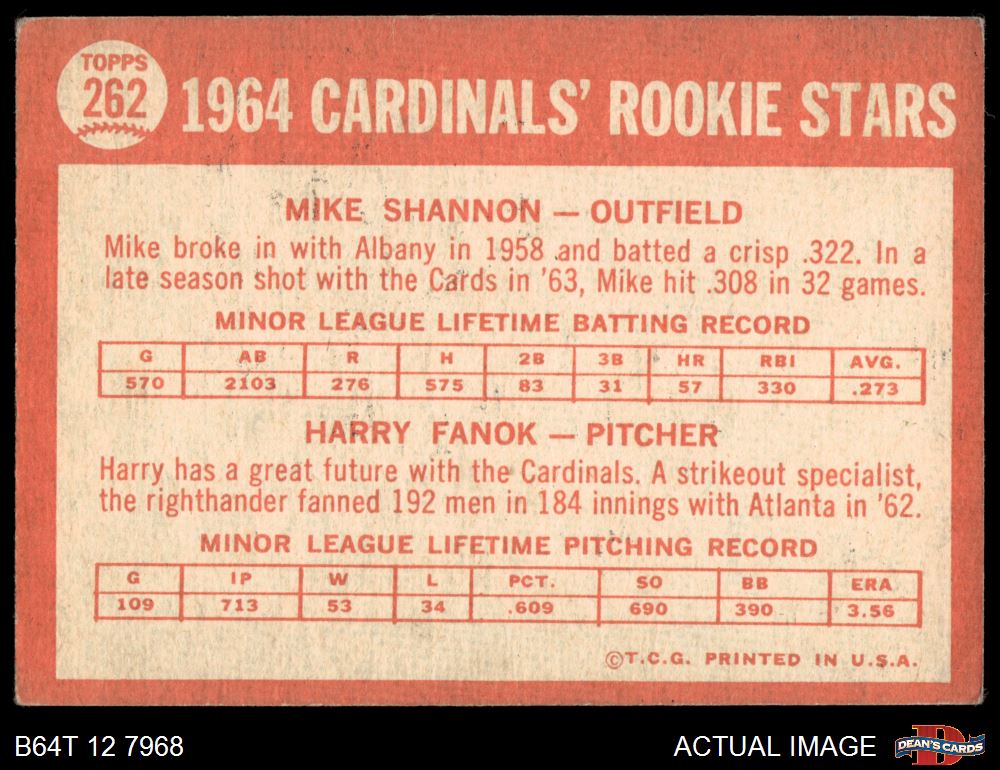 TOPPS
262
1964 CARDINALS' ROOKIE STARS
MIKE SHANNON — OUTFIELD
Mike broke in with Albany in 1958 and batted a crisp .322. In a
late season shot with the Cards in '63, Mike hit .308 in 32 games.
MINOR LEAGUE LIFETIME BATTING RECORD
G AB R H 2B 3B HR RBI AVG.
570 2103 276 575 83 31 57 330 .273
HARRY FANOK — PITCHER
Harry has a great future with the Cardinals. A strikeout specialist,
the righthander fanned 192 men in 184 innings with Atlanta in '62.
MINOR LEAGUE LIFETIME PITCHING RECORD
G IP W L PCT. SO BB ERA
109 713 53 34 .609 690 390 3.56
©T.C.G. PRINTED IN U.S.A.
B64T 12 7968
ACTUAL IMAGE
D
DEAN'S CARDS